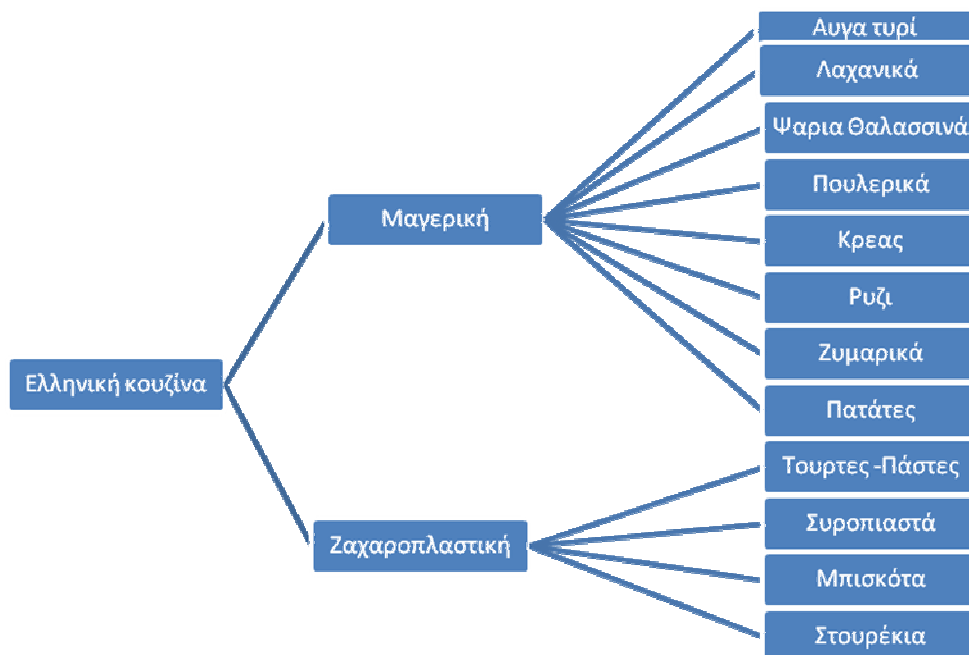 Αυγα τυρί
Λαχανικά
Ψαρια Θαλασσινά
Πουλερικά
Μαγερική
Κρεας
Ρυζι
Ζυμαρικά
Ελληνική κουζίνα
Πατάτες
Τουρτες -Πάστες
Συροπιαστά
Ζαχαροπλαστική
Μπισκότα
Στουρέκια